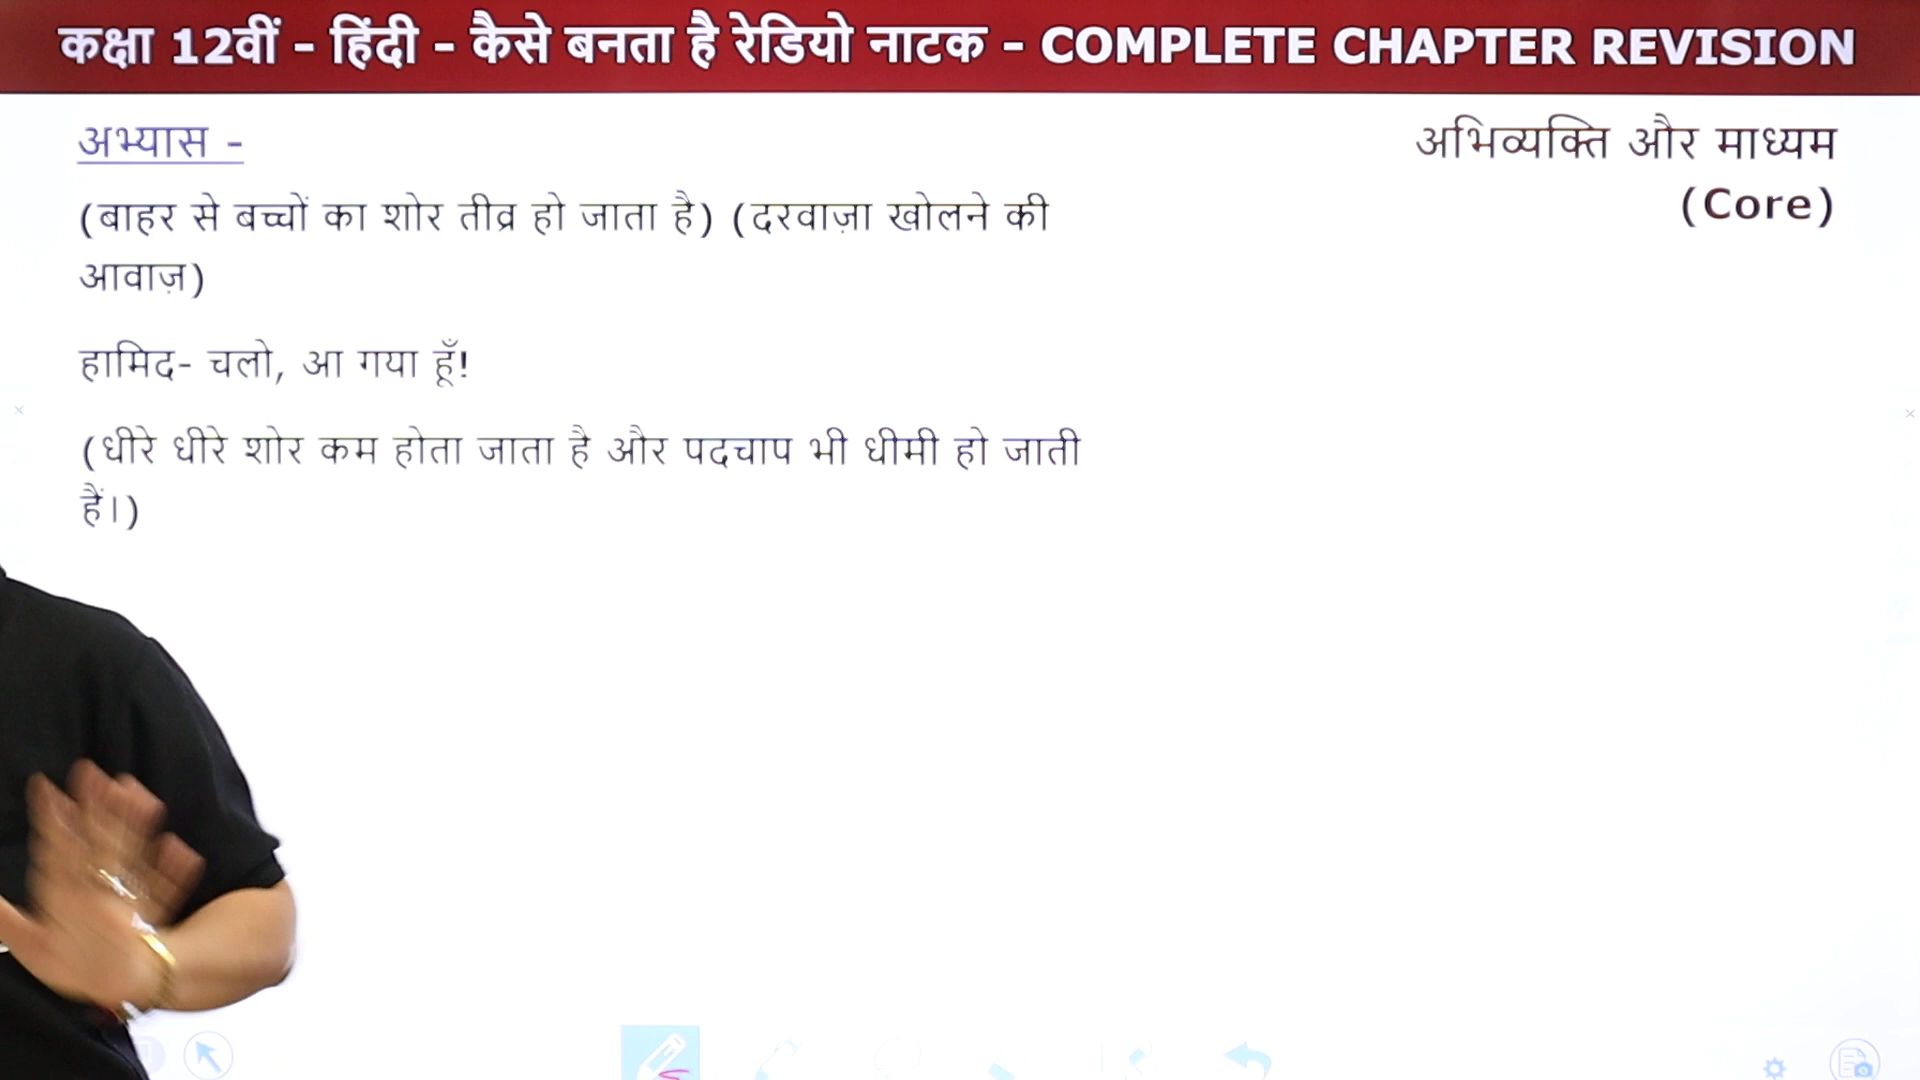 कक्षा 12वीं - हिंदी - कैसे बनता है रेडियो नाटक - COMPLETE CHAPTER REVISION
अभ्यास -
अभिव्यक्ति और माध्यम
(Core)
(बाहर से बच्चों का शोर तीव्र हो जाता है) (दरवाज़ा खोलने की
आवाज़)
हामिद- चलो, आ गया हूँ!
(धीरे धीरे शोर कम होता जाता है और पदचाप भी धीमी हो जाती
हैं।)